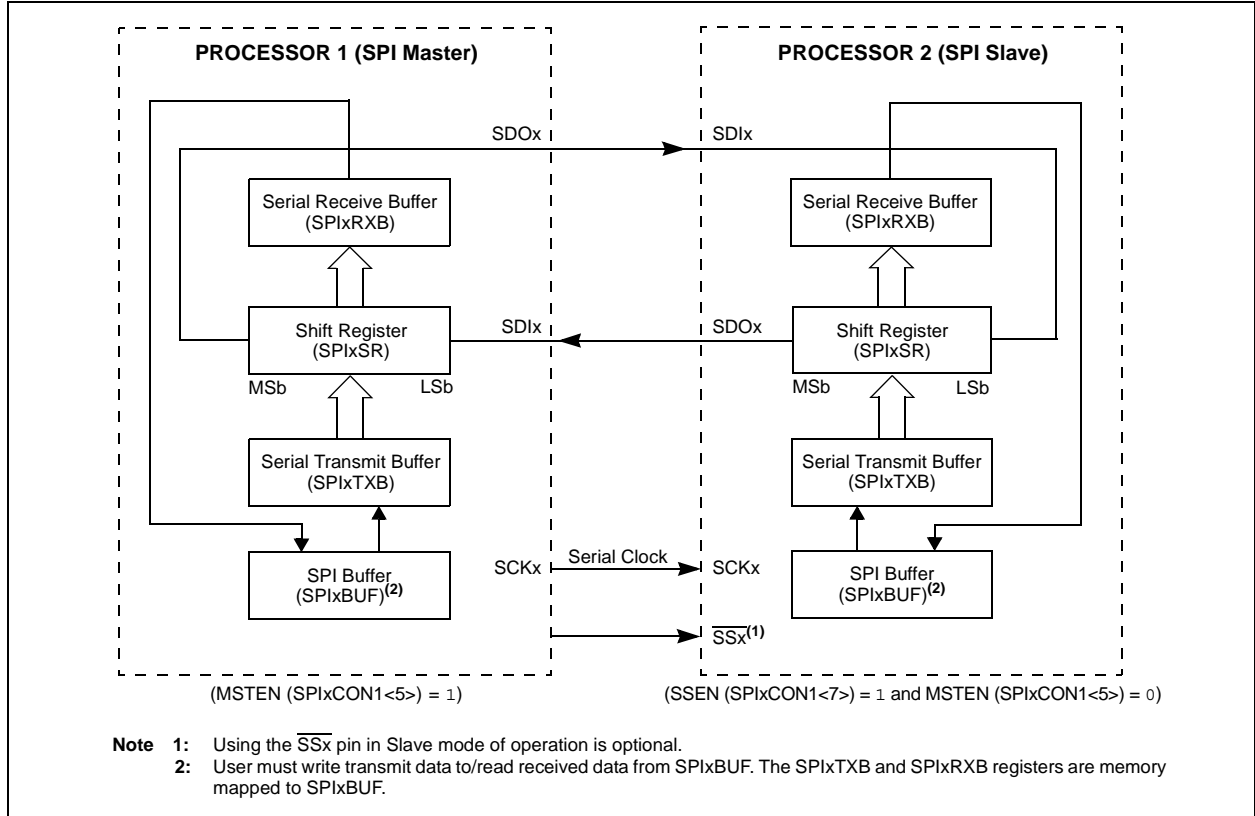 PROCESSOR 1 (SPI Master)
PROCESSOR 2 (SPI Slave)
SDOx
SDIx
Serial Receive Buffer
(SPIxRXB)
Serial Receive Buffer
(SPIxRXB)
Shift Register
(SPIxSR)
SDIx
SDOx
Shift Register
(SPIxSR)
MSb
LSb
MSb
LSb
Serial Transmit Buffer
(SPIxTXB)
Serial Transmit Buffer
(SPIxTXB)
SPI Buffer
(SPIxBUF)(2)
SCKx
Serial Clock
SCKx
SPI Buffer
(SPIxBUF)(2)
SSx(1)
(MSTEN (SPIxCON1<5>) = 1)
(SSEN (SPIxCON1<7>) = 1 and MSTEN (SPIxCON1<5>) = 0)
Note 1: Using the SSx pin in Slave mode of operation is optional.
2: User must write transmit data to/read received data from SPIxBUF. The SPIxTXB and SPIxRXB registers are memory
mapped to SPIxBUF.